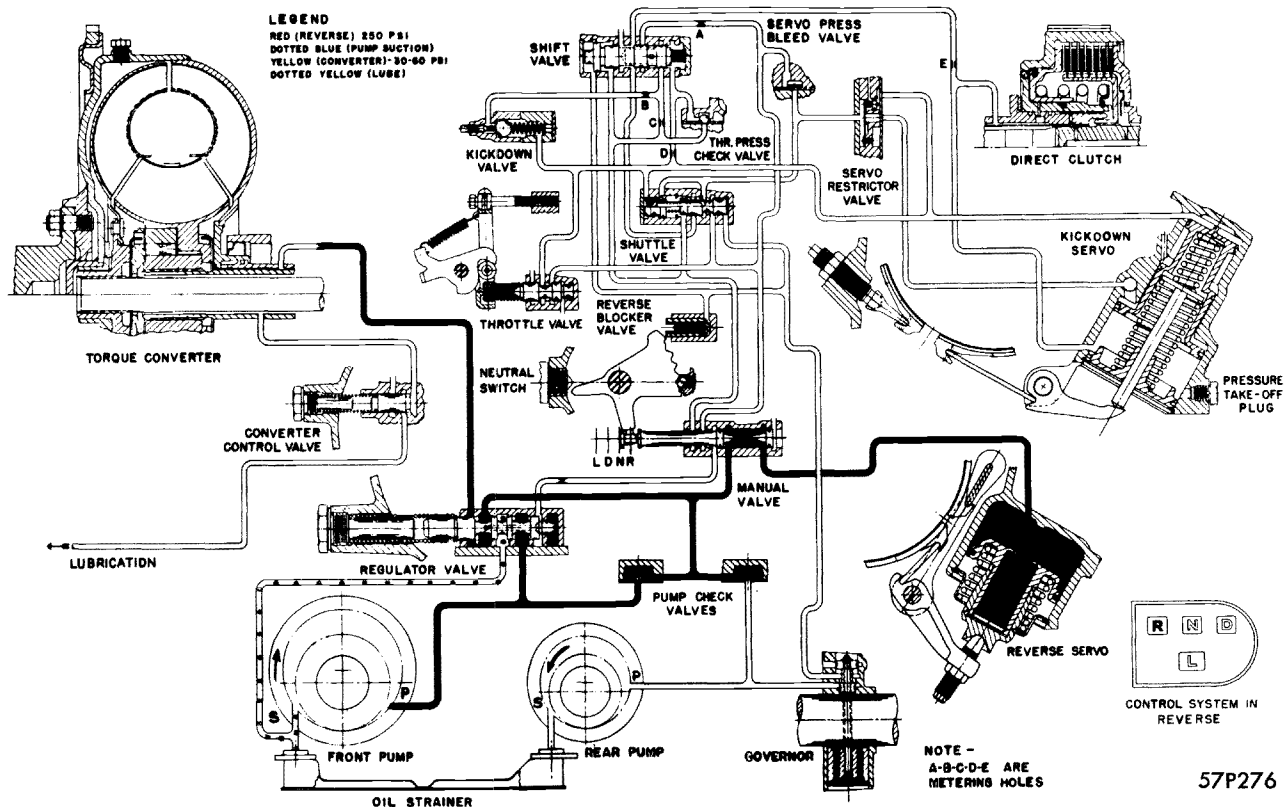 LEGEND
RED (REVERSE) 250 PSI
DOTTED BLUE (PUMP SUCTION)
YELLOW (CONVERTER)-30-60 PSI
DOTTED YELLOW (LUBE)
SHIFT
VALVE
A
SERVO PRESS
BLEED VALVE
E
B
C
D
KICKDOWN
VALVE
THR. PRESS
CHECK VALVE
SERVO
RESTRICTOR
VALVE
DIRECT CLUTCH
SHUTTLE
VALVE
KICKDOWN
SERVO
THROTTLE VALVE
REVERSE
BLOCKER
VALVE
TORQUE CONVERTER
NEUTRAL
SWITCH
PRESSURE
TAKE-OFF
PLUG
CONVERTER
CONTROL VALVE
L D N R
MANUAL
VALVE
LUBRICATION
REGULATOR VALVE
PUMP CHECK
VALVES
REVERSE SERVO
R N D
L
CONTROL SYSTEM IN
REVERSE
S
P
FRONT PUMP
S
P
REAR PUMP
GOVERNOR
NOTE -
A-B-C-D-E ARE
METERING HOLES
OIL STRAINER
57P276